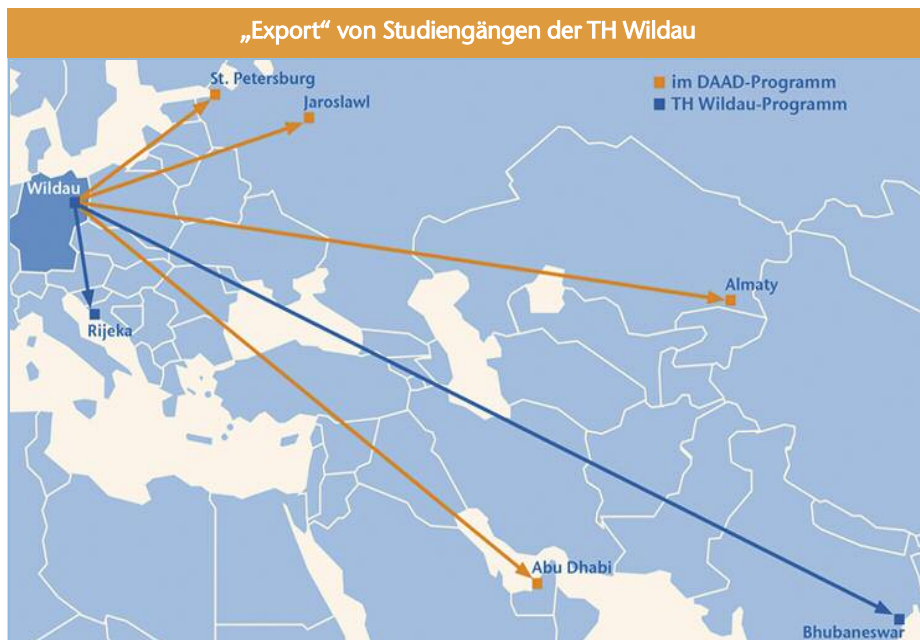 „Export“ von Studiengängen der TH Wildau
St. Petersburg
Jaroslawl
im DAAD-Programm
TH Wildau-Programm
Wildau
Almaty
Rijeka
Abu Dhabi
Bhubaneswar